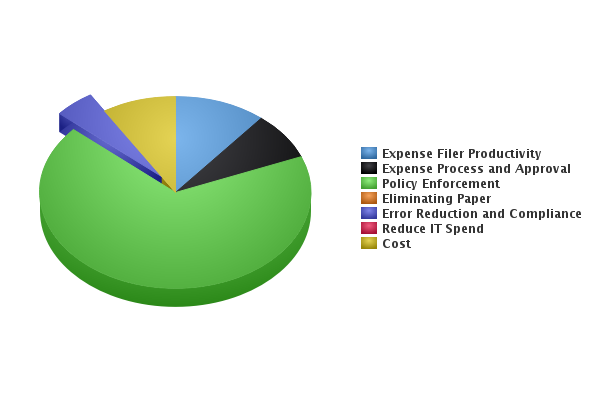 Expense Filer Productivity
Expense Process and Approval
Policy Enforcement
Eliminating Paper
Error Reduction and Compliance
Reduce IT Spend
Cost